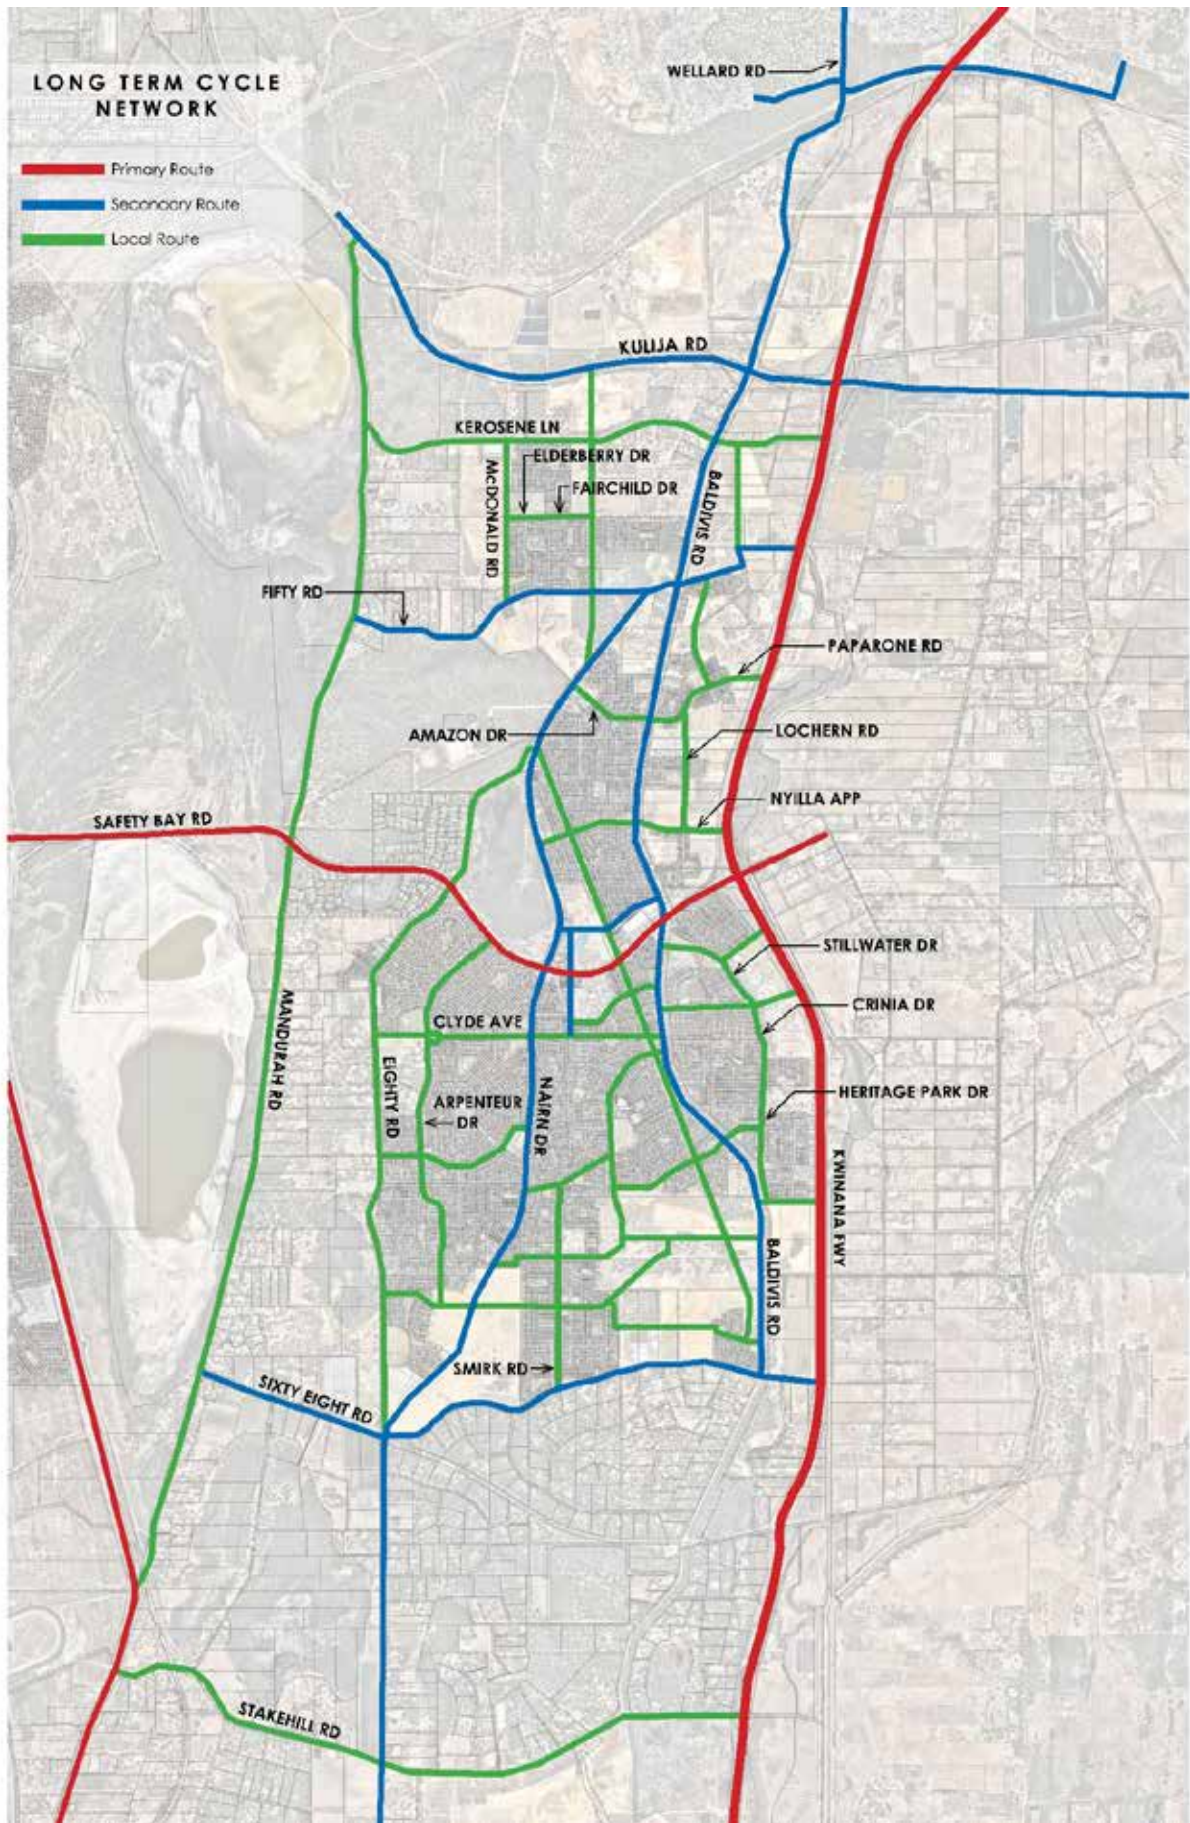 LONG TERM CYCLE
NETWORK
Primary Route
Secondary Route
Local Route
WELLARD RD
KULIJA RD
KEROSENE LN
ELDERBERRY DR
FAIRCHILD DR
McDONALD RD
BALDIVIS RD
FIFTY RD
PAPARONE RD
AMAZON DR
LOCHERN RD
NYILLA APP
SAFETY BAY RD
STILLWATER DR
CRINIA DR
MANDURAH RD
CLYDE AVE
EIGHTY RD
ARPENTEUR
DR
NAIRN DR
HERITAGE PARK DR
KWINANA FWY
BALDIVIS RD
SMIRK RD
SIXTY EIGHT RD
STAKEHILL RD